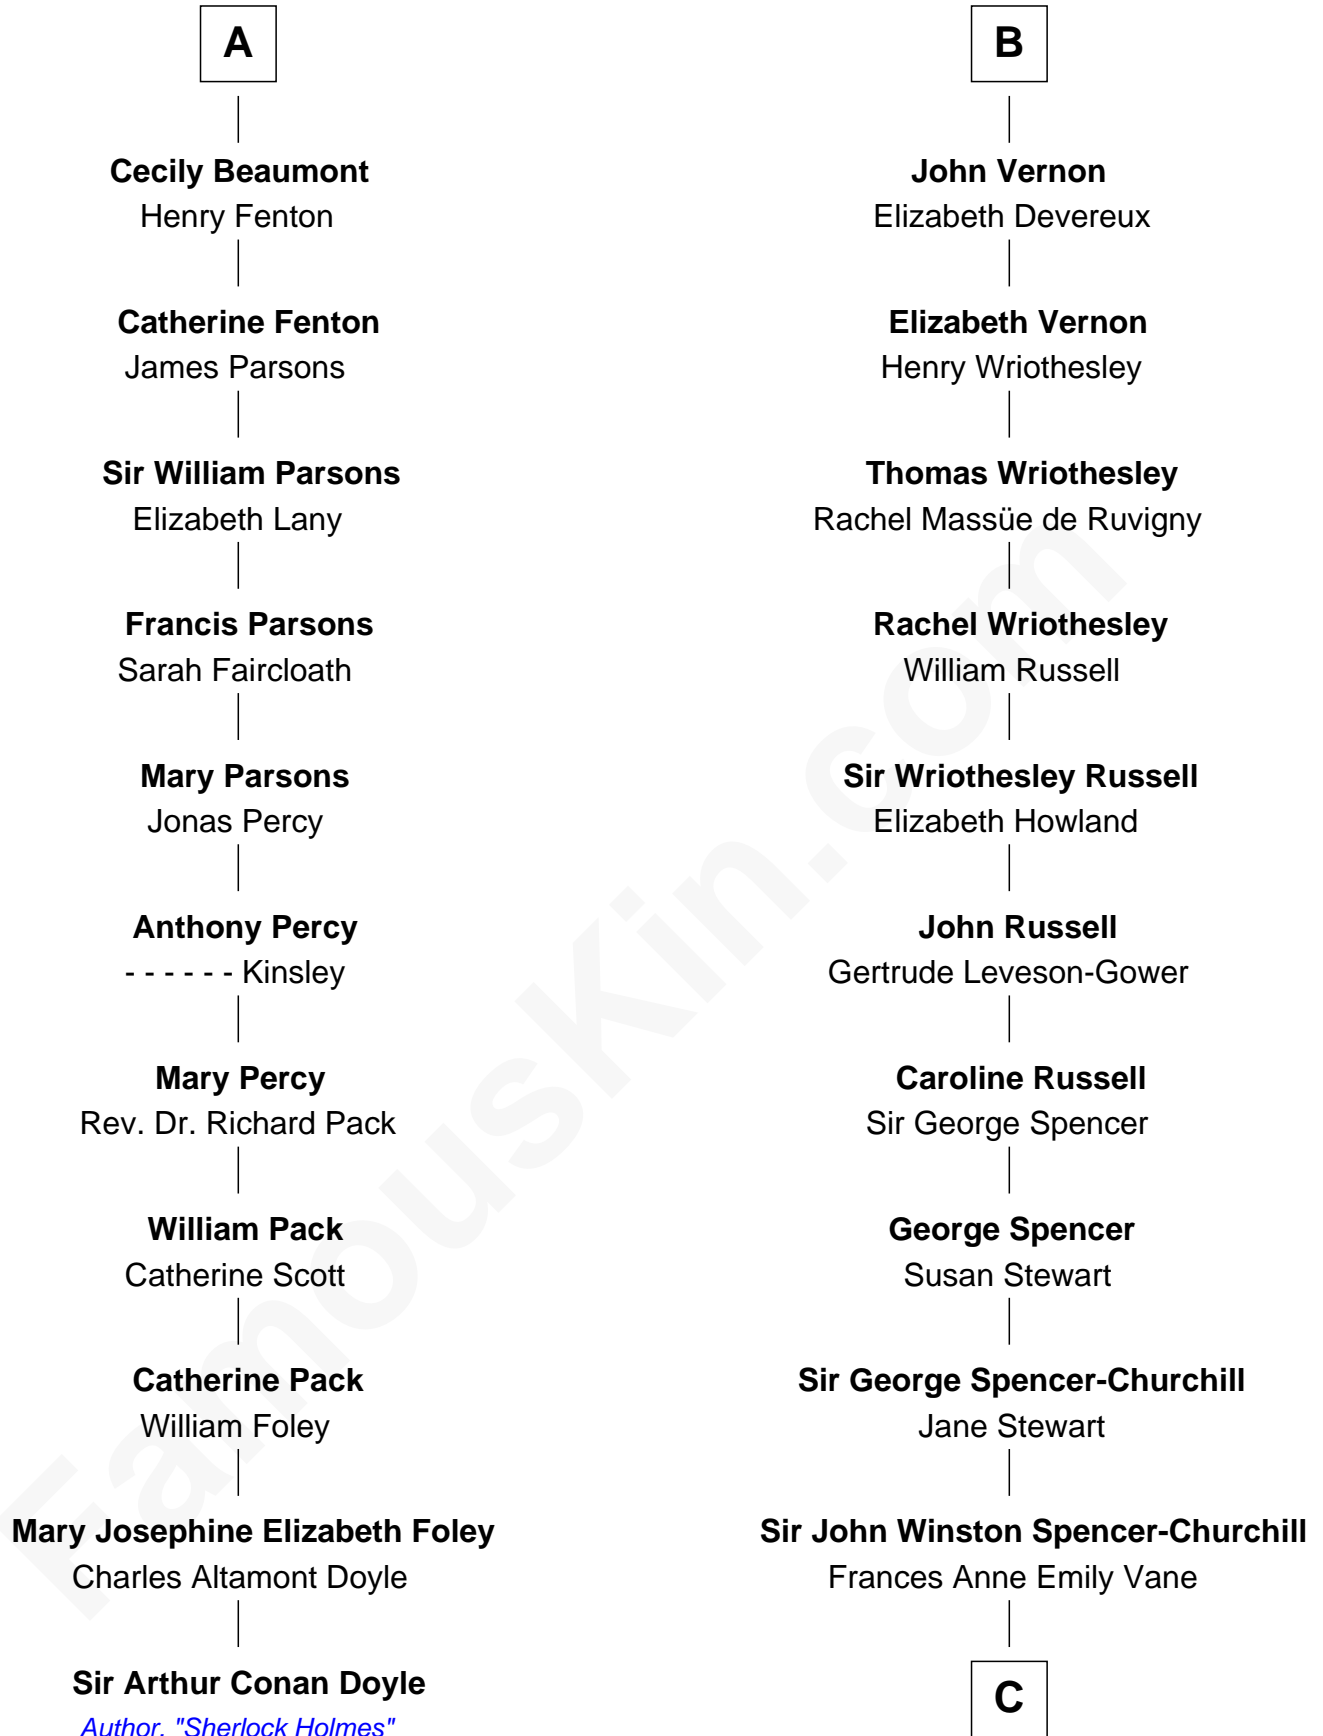 A
Cecily Beaumont
Henry Fenton
Catherine Fenton
James Parsons
Sir William Parsons
Elizabeth Lany
Francis Parsons
Sarah Faircloath
Mary Parsons
Jonas Percy
Anthony Percy
- - - - - - Kinsley
Mary Percy
Rev. Dr. Richard Pack
William Pack
Catherine Scott
Catherine Pack
William Foley
Mary Josephine Elizabeth Foley
Charles Altamont Doyle
Sir Arthur Conan Doyle
Author, "Sherlock Holmes"
B
John Vernon
Elizabeth Devereux
Elizabeth Vernon
Henry Wriothesley
Thomas Wriothesley
Rachel Massüe de Ruvigny
Rachel Wriothesley
William Russell
Sir Wriothesley Russell
Elizabeth Howland
John Russell
Gertrude Leveson-Gower
Caroline Russell
Sir George Spencer
George Spencer
Susan Stewart
Sir George Spencer-Churchill
Jane Stewart
Sir John Winston Spencer-Churchill
Frances Anne Emily Vane
C
FamousKin.com